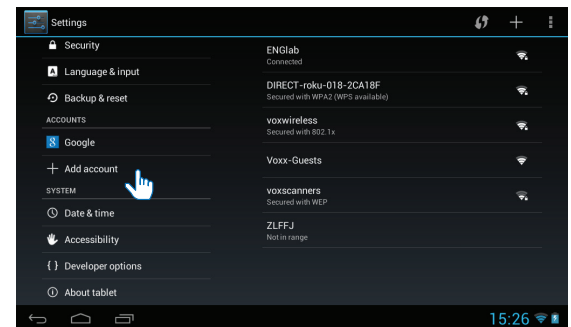 Settings
Security
Language & input
Backup & reset
ACCOUNTS
Google
Add account
SYSTEM
Date & time
Accessibility
{ } Developer options
About tablet
ENGlab
Connected
DIRECT-roku-018-2CA18F
Secured with WPA2 (WPS available)
voxwireless
Secured with 802.1x
Voxx-Guests
voxscanners
Secured with WEP
ZLFFJ
Not in range
15:26